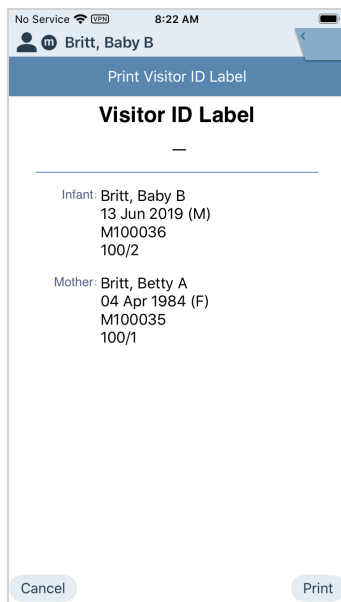 No Service VPN 8:22 AM
m Britt, Baby B
Print Visitor ID Label
Visitor ID Label
—
Infant: Britt, Baby B
13 Jun 2019 (M)
M100036
100/2
Mother: Britt, Betty A
04 Apr 1984 (F)
M100035
100/1
Cancel Print